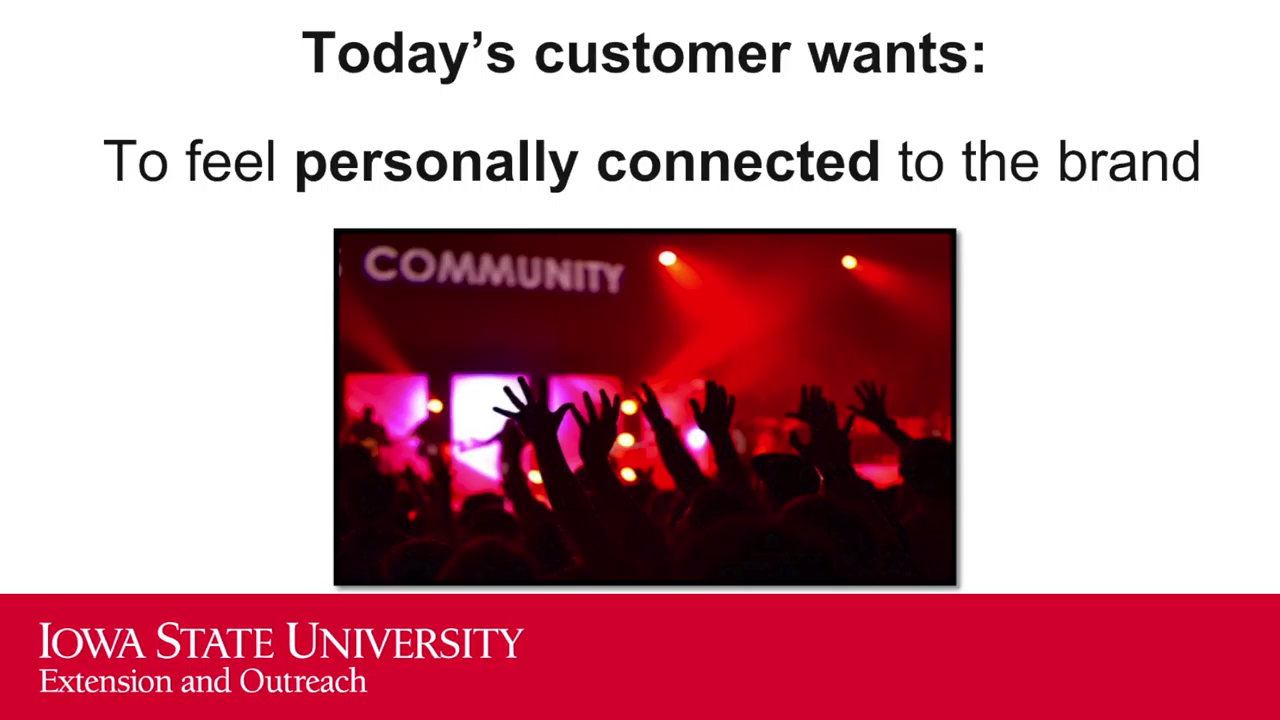 Today’s customer wants:
To feel personally connected to the brand
COMMUNITY
IOWA STATE UNIVERSITY
Extension and Outreach